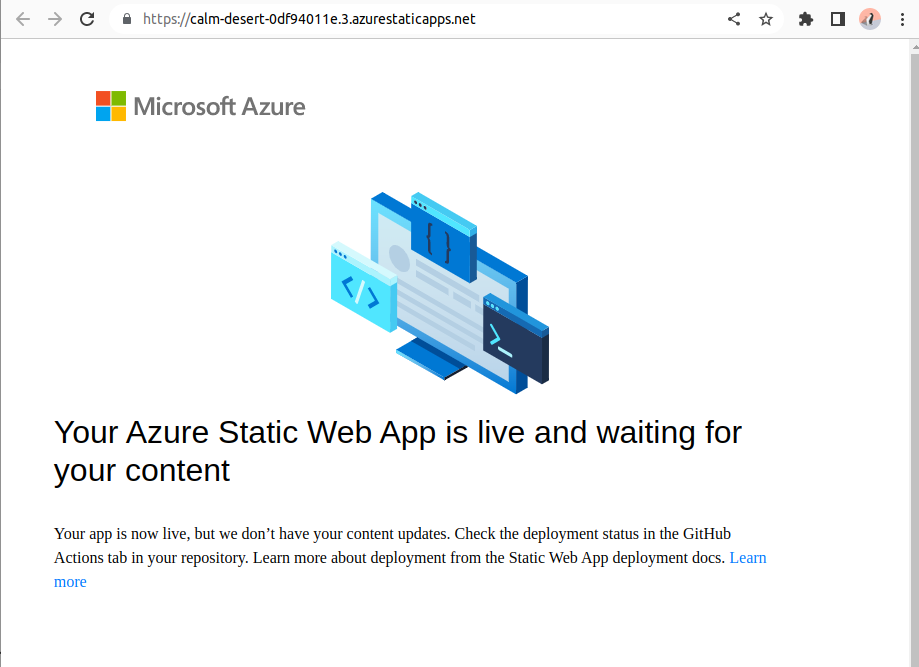 https://calm-desert-0df94011e.3.azurestaticapps.net
Microsoft Azure
{ }
</>
>_
Your Azure Static Web App is live and waiting for
your content
Your app is now live, but we don’t have your content updates. Check the deployment status in the GitHub
Actions tab in your repository. Learn more about deployment from the Static Web App deployment docs. Learn
more